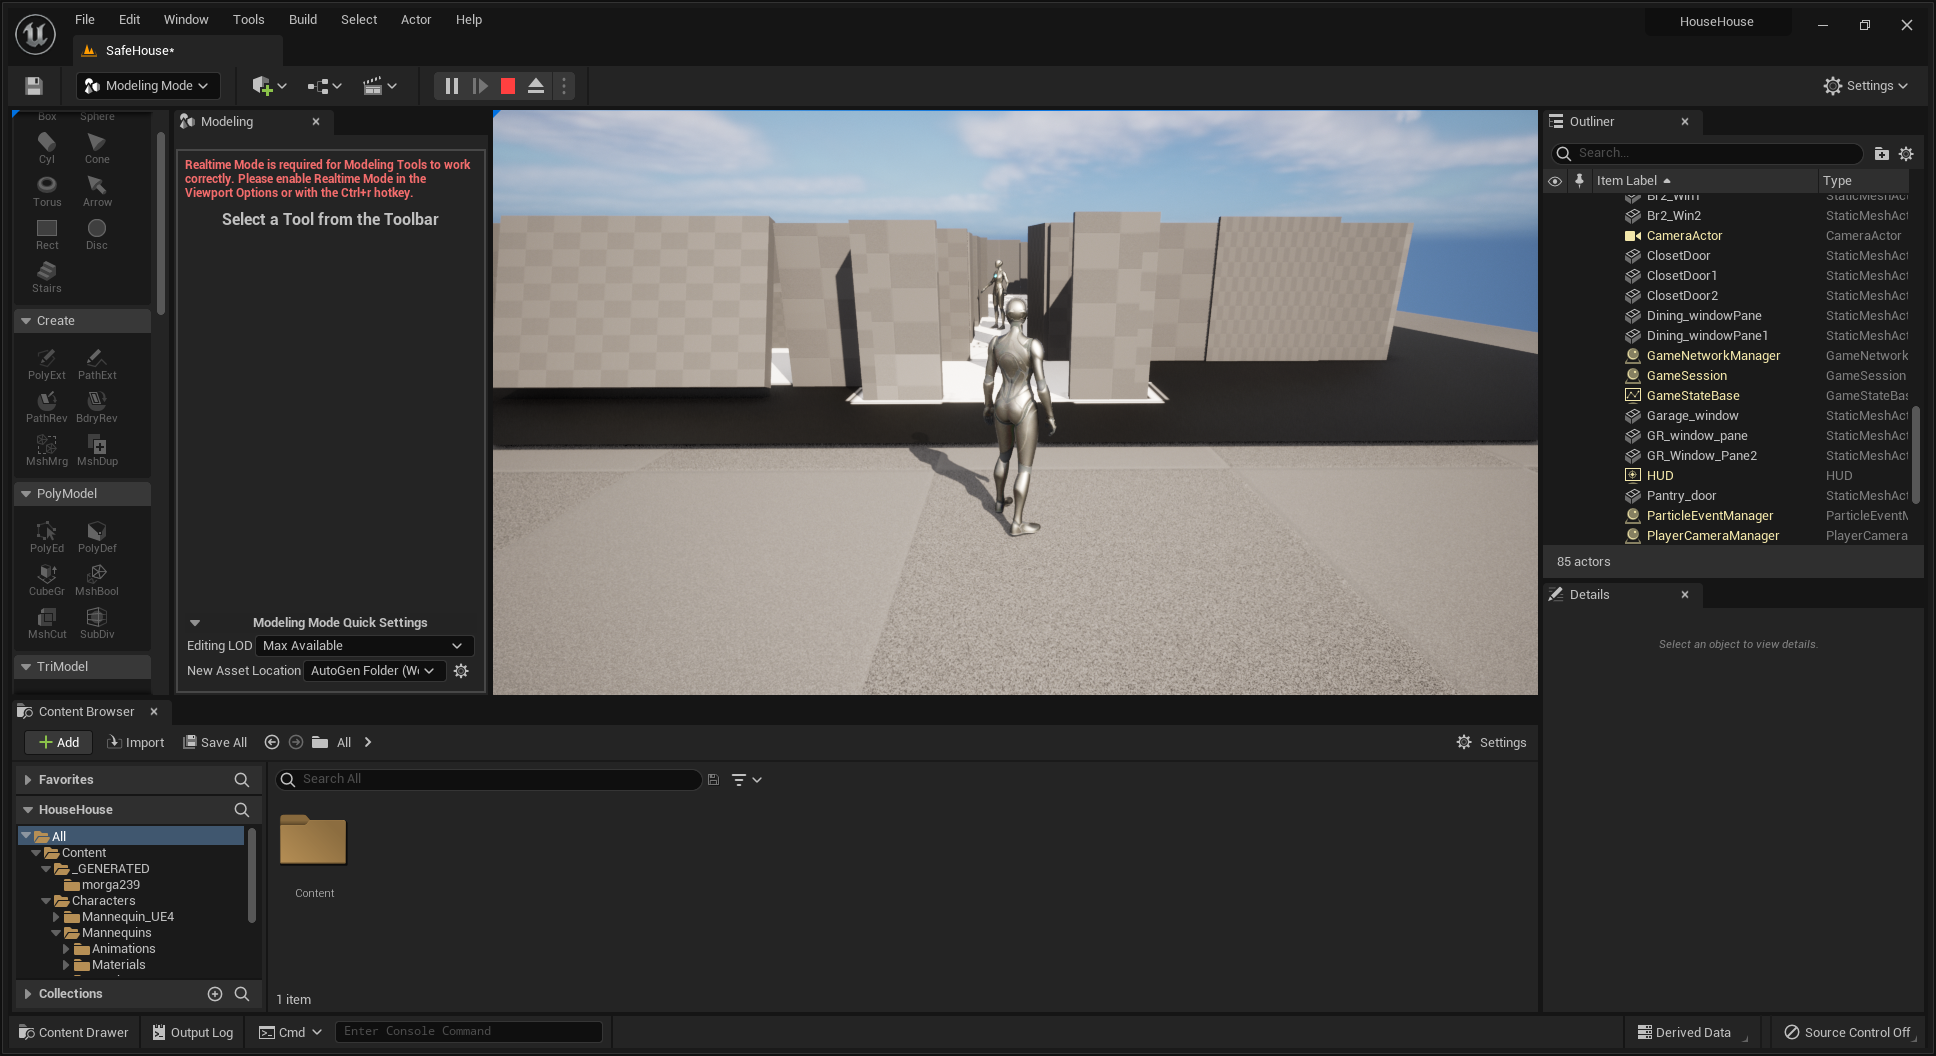 File Edit Window Tools Build Select Actor Help
HouseHouse
SafeHouse*
Modeling Mode
Settings
Box Sphere
Cyl Cone
Torus Arrow
Rect Disc
Stairs
Create
PolyExt PathExt
PathRev BdryRev
MshMrg MshDup
PolyModel
PolyEd PolyDef
CubeGr MshBool
MshCut SubDiv
TriModel
Modeling
Realtime Mode is required for Modeling Tools to work
correctly. Please enable Realtime Mode in the
Viewport Options or with the Ctrl+r hotkey.
Select a Tool from the Toolbar
Modeling Mode Quick Settings
Editing LOD Max Available
New Asset Location AutoGen Folder (W
Outliner
Search...
Item Label Type
Br2_Win1 StaticMeshAct
Br2_Win2 StaticMeshAct
CameraActor CameraActor
ClosetDoor StaticMeshAct
ClosetDoor1 StaticMeshAct
ClosetDoor2 StaticMeshAct
Dining_windowPane StaticMeshAct
Dining_windowPane1 StaticMeshAct
GameNetworkManager GameNetwork
GameSession GameSession
GameStateBase GameStateBas
Garage_window StaticMeshAct
GR_window_pane StaticMeshAct
GR_Window_Pane2 StaticMeshAct
HUD HUD
Pantry_door StaticMeshAct
ParticleEventManager ParticleEventM
PlayerCameraManager PlayerCamera
85 actors
Details
Select an object to view details.
Content Browser
Add Import Save All All Settings
Favorites
HouseHouse
All
Content
_GENERATED
morga239
Characters
Mannequin_UE4
Mannequins
Animations
Materials
Collections
Search All
Content
1 item
Content Drawer Output Log Cmd Enter Console Command Derived Data Source Control Off